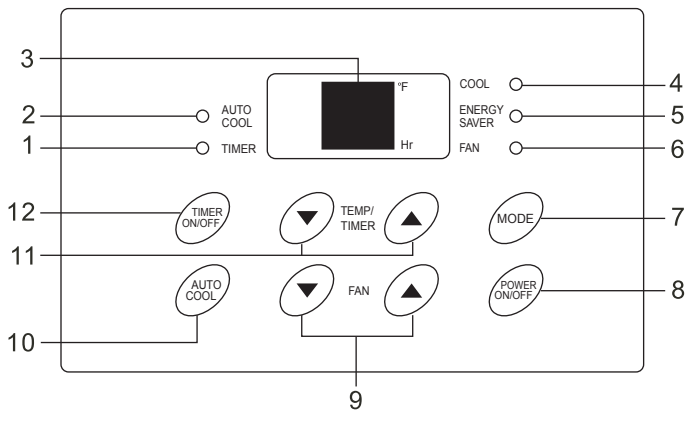 3
°F
COOL
4
2
AUTO
COOL
ENERGY
SAVER
5
1
TIMER
Hr
FAN
6
12
TIMER
ON/OFF
TEMP/
TIMER
MODE
7
11
AUTO
COOL
FAN
POWER
ON/OFF
8
10
9